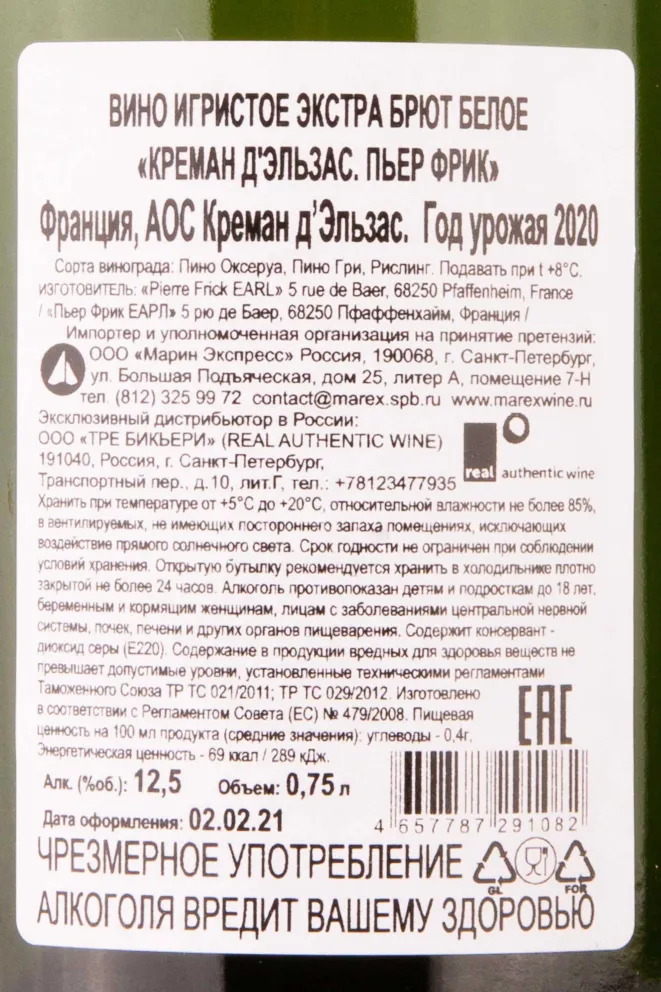 ВИНО ИГРИСТОЕ ЭКСТРА БРЮТ БЕЛОЕ
«КРЕМАН Д'ЭЛЬЗАС. ПЬЕР ФРИК»
Франция, АОС Креман д'Эльзас. Год урожая 2020
Сорта винограда: Пино Оксеруа, Пино Гри, Рислинг. Подавать при t +8°C.
ИЗГОТОВИТЕЛЬ: «Pierre Frick EARL» 5 rue de Baer, 68250 Pfaffenheim, France
/ «Пьер Фрик ЕАРЛ» 5 рю де Баер, 68250 Пфаффенхайм, Франция /
Импортер и уполномоченная организация на принятие претензий:
ООО «Марин Экспресс» Россия, 190068, г. Санкт-Петербург,
ул. Большая Подъяческая, дом 25, литер А, помещение 7-Н
тел. (812) 325 99 72 contact@marex.spb.ru www.marexwine.ru
Эксклюзивный дистрибьютор в России:
ООО «ТРЕ БИКЬЕРИ» (REAL AUTHENTIC WINE)
191040, Россия, г. Санкт-Петербург,
Транспортный пер., д.10, лит.Г, тел.: +78123477935
real authentic wine
Хранить при температуре от +5°C до +20°C, относительной влажности не более 85%,
в вентилируемых, не имеющих постороннего запаха помещениях, исключающих
воздействие прямого солнечного света. Срок годности не ограничен при соблюдении
условий хранения. Открытую бутылку рекомендуется хранить в холодильнике плотно
закрытой не более 24 часов. Алкоголь противопоказан детям и подросткам до 18 лет,
беременным и кормящим женщинам, лицам с заболеваниями центральной нервной
системы, почек, печени и других органов пищеварения. Содержит консервант -
диоксид серы (Е220). Содержание в продукции вредных для здоровья веществ не
превышает допустимые уровни, установленные техническими регламентами
Таможенного Союза ТР ТС 021/2011; ТР ТС 029/2012. Изготовлено
в соответствии с Регламентом Совета (ЕС) № 479/2008. Пищевая
ценность на 100 мл продукта (средние значения): углеводы - 0,4г,
Энергетическая ценность - 69 ккал / 289 кДж.
EAC
Алк. (%об.): 12,5 Объем: 0,75 л
Дата оформления: 02.02.21
4 657787 291082
ЧРЕЗМЕРНОЕ УПОТРЕБЛЕНИЕ
GL FOR
АЛКОГОЛЯ ВРЕДИТ ВАШЕМУ ЗДОРОВЬЮ